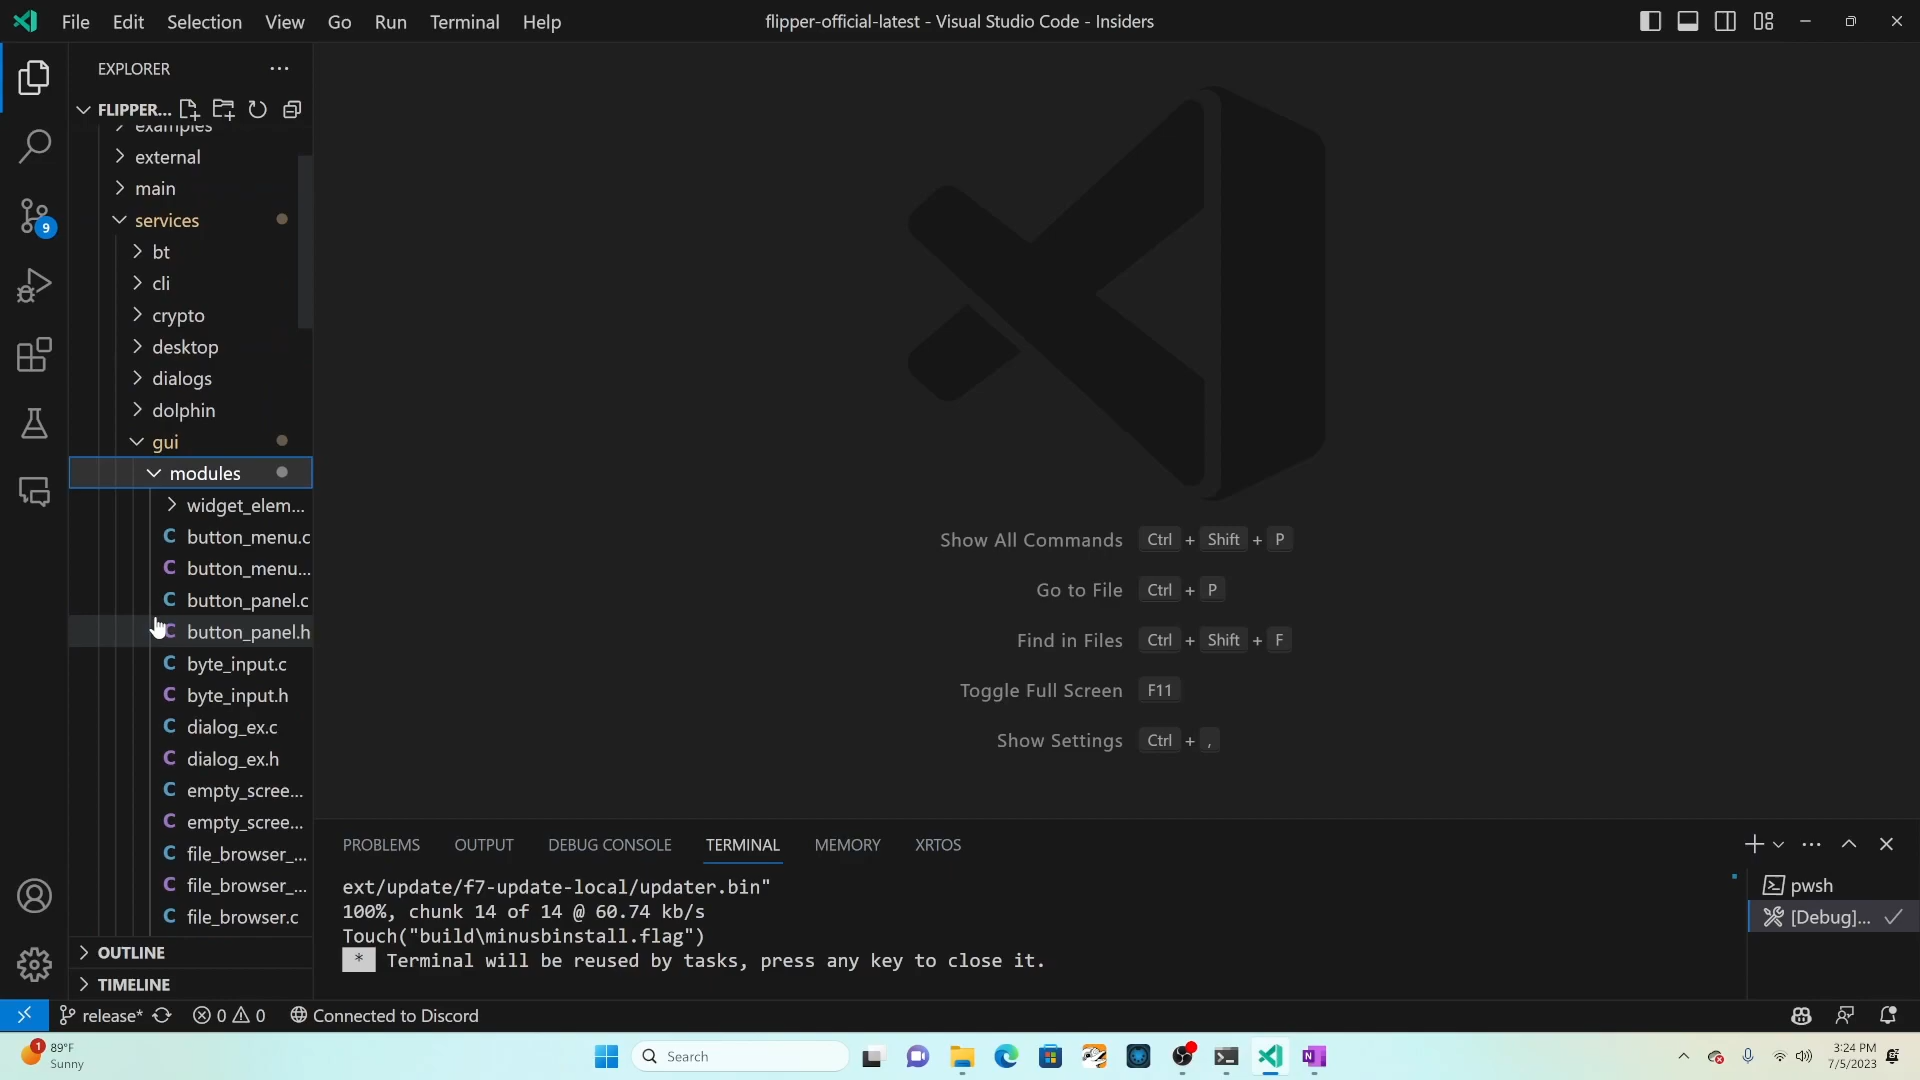 File Edit Selection View Go Run Terminal Help
flipper-official-latest - Visual Studio Code - Insiders
EXPLORER
FLIPPER...
examples
external
main
services
bt
cli
crypto
desktop
dialogs
dolphin
gui
modules
widget_elem...
C button_menu.c
C button_menu...
C button_panel.c
C button_panel.h
C byte_input.c
C byte_input.h
C dialog_ex.c
C dialog_ex.h
C empty_scree...
C empty_scree...
C file_browser_...
C file_browser_...
C file_browser.c
OUTLINE
TIMELINE
9
Show All Commands Ctrl + Shift + P
Go to File Ctrl + P
Find in Files Ctrl + Shift + F
Toggle Full Screen F11
Show Settings Ctrl + ,
PROBLEMS OUTPUT DEBUG CONSOLE TERMINAL MEMORY XRTOS
ext/update/f7-update-local/updater.bin"
100%, chunk 14 of 14 @ 60.74 kb/s
Touch("build\minusbinstall.flag")
* Terminal will be reused by tasks, press any key to close it.
pwsh
[Debug]...
release* 0 0 Connected to Discord
1
89°F
Sunny
Search
3:24 PM
7/5/2023